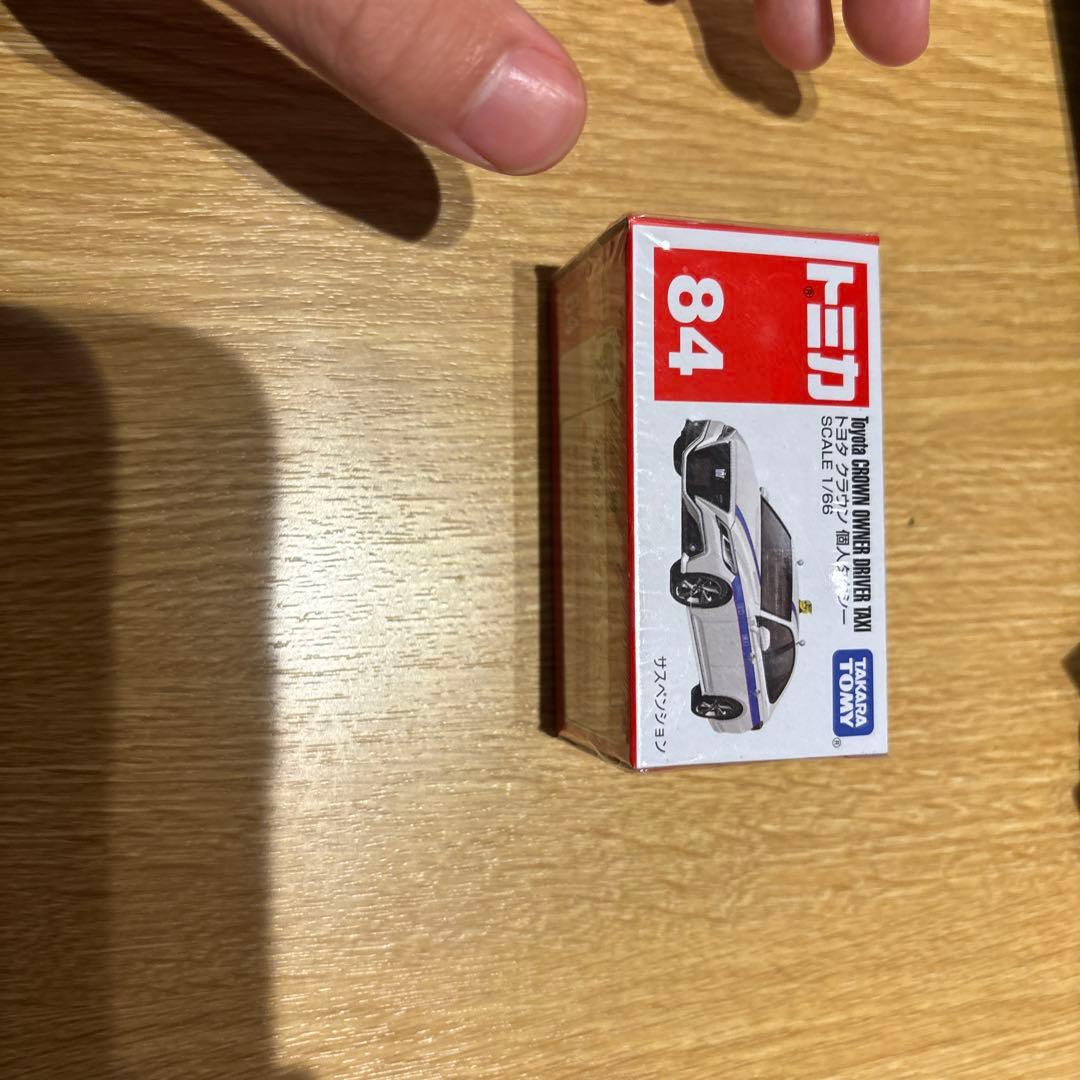 トミカ®
84
Toyota CROWN OWNER DRIVER TAXI
トヨタ クラウン 個人タクシー
SCALE 1/66
TAKARA
TOMY®
サスペンション